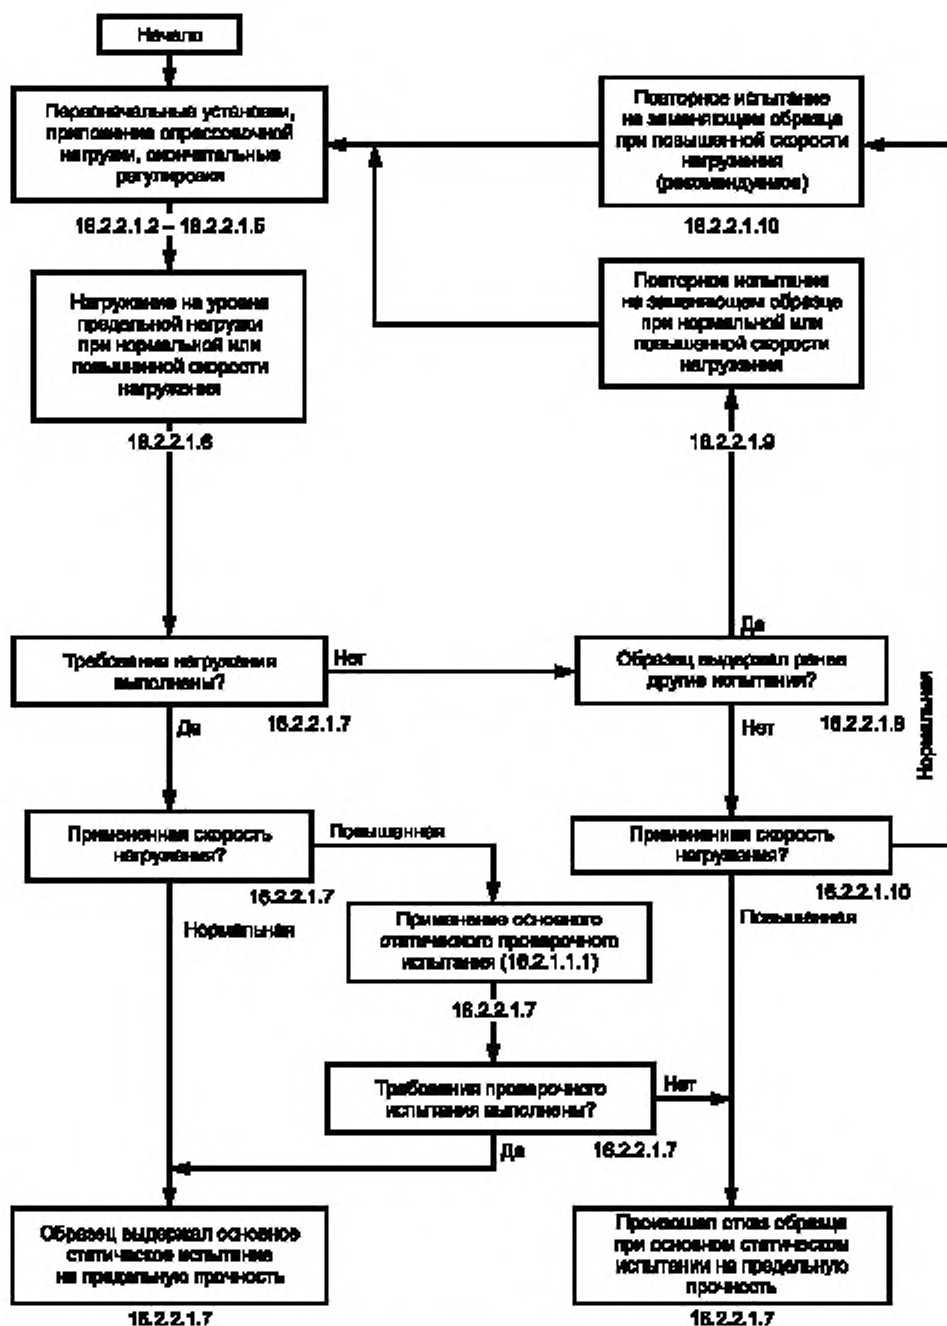 Начало
Первоначальные установки,
приложение опрессовочной
нагрузки, окончательные
регулировки
16.2.2.1.2 – 16.2.2.1.5
Нагружение на уровне
предельной нагрузки
при нормальной или
повышенной скорости
нагружения
16.2.2.1.6
Повторное испытание
на заменяющем образце
при повышенной скорости
нагружения
(рекомендуемое)
16.2.2.1.10
Повторное испытание
на заменяющем образце
при нормальной или
повышенной скорости
нагружения
16.2.2.1.9
Требования нагружения
выполнены?
Нет
16.2.2.1.7
Да
Да
Образец выдержал ранее
другие испытания?
16.2.2.1.8
Нет
Нормальная
Примененная скорость
нагружения?
Повышенная
16.2.2.1.7
Нормальная
Примененная скорость
нагружения?
16.2.2.1.10
Повышенная
Применение основного
статического проверочного
испытания (16.2.1.1.1)
16.2.2.1.7
Требования проверочного
испытания выполнены?
Нет
16.2.2.1.7
Да
Образец выдержал основное
статическое испытание
на предельную прочность
16.2.2.1.7
Произошел отказ образца
при основном статическом
испытании на предельную
прочность
16.2.2.1.7